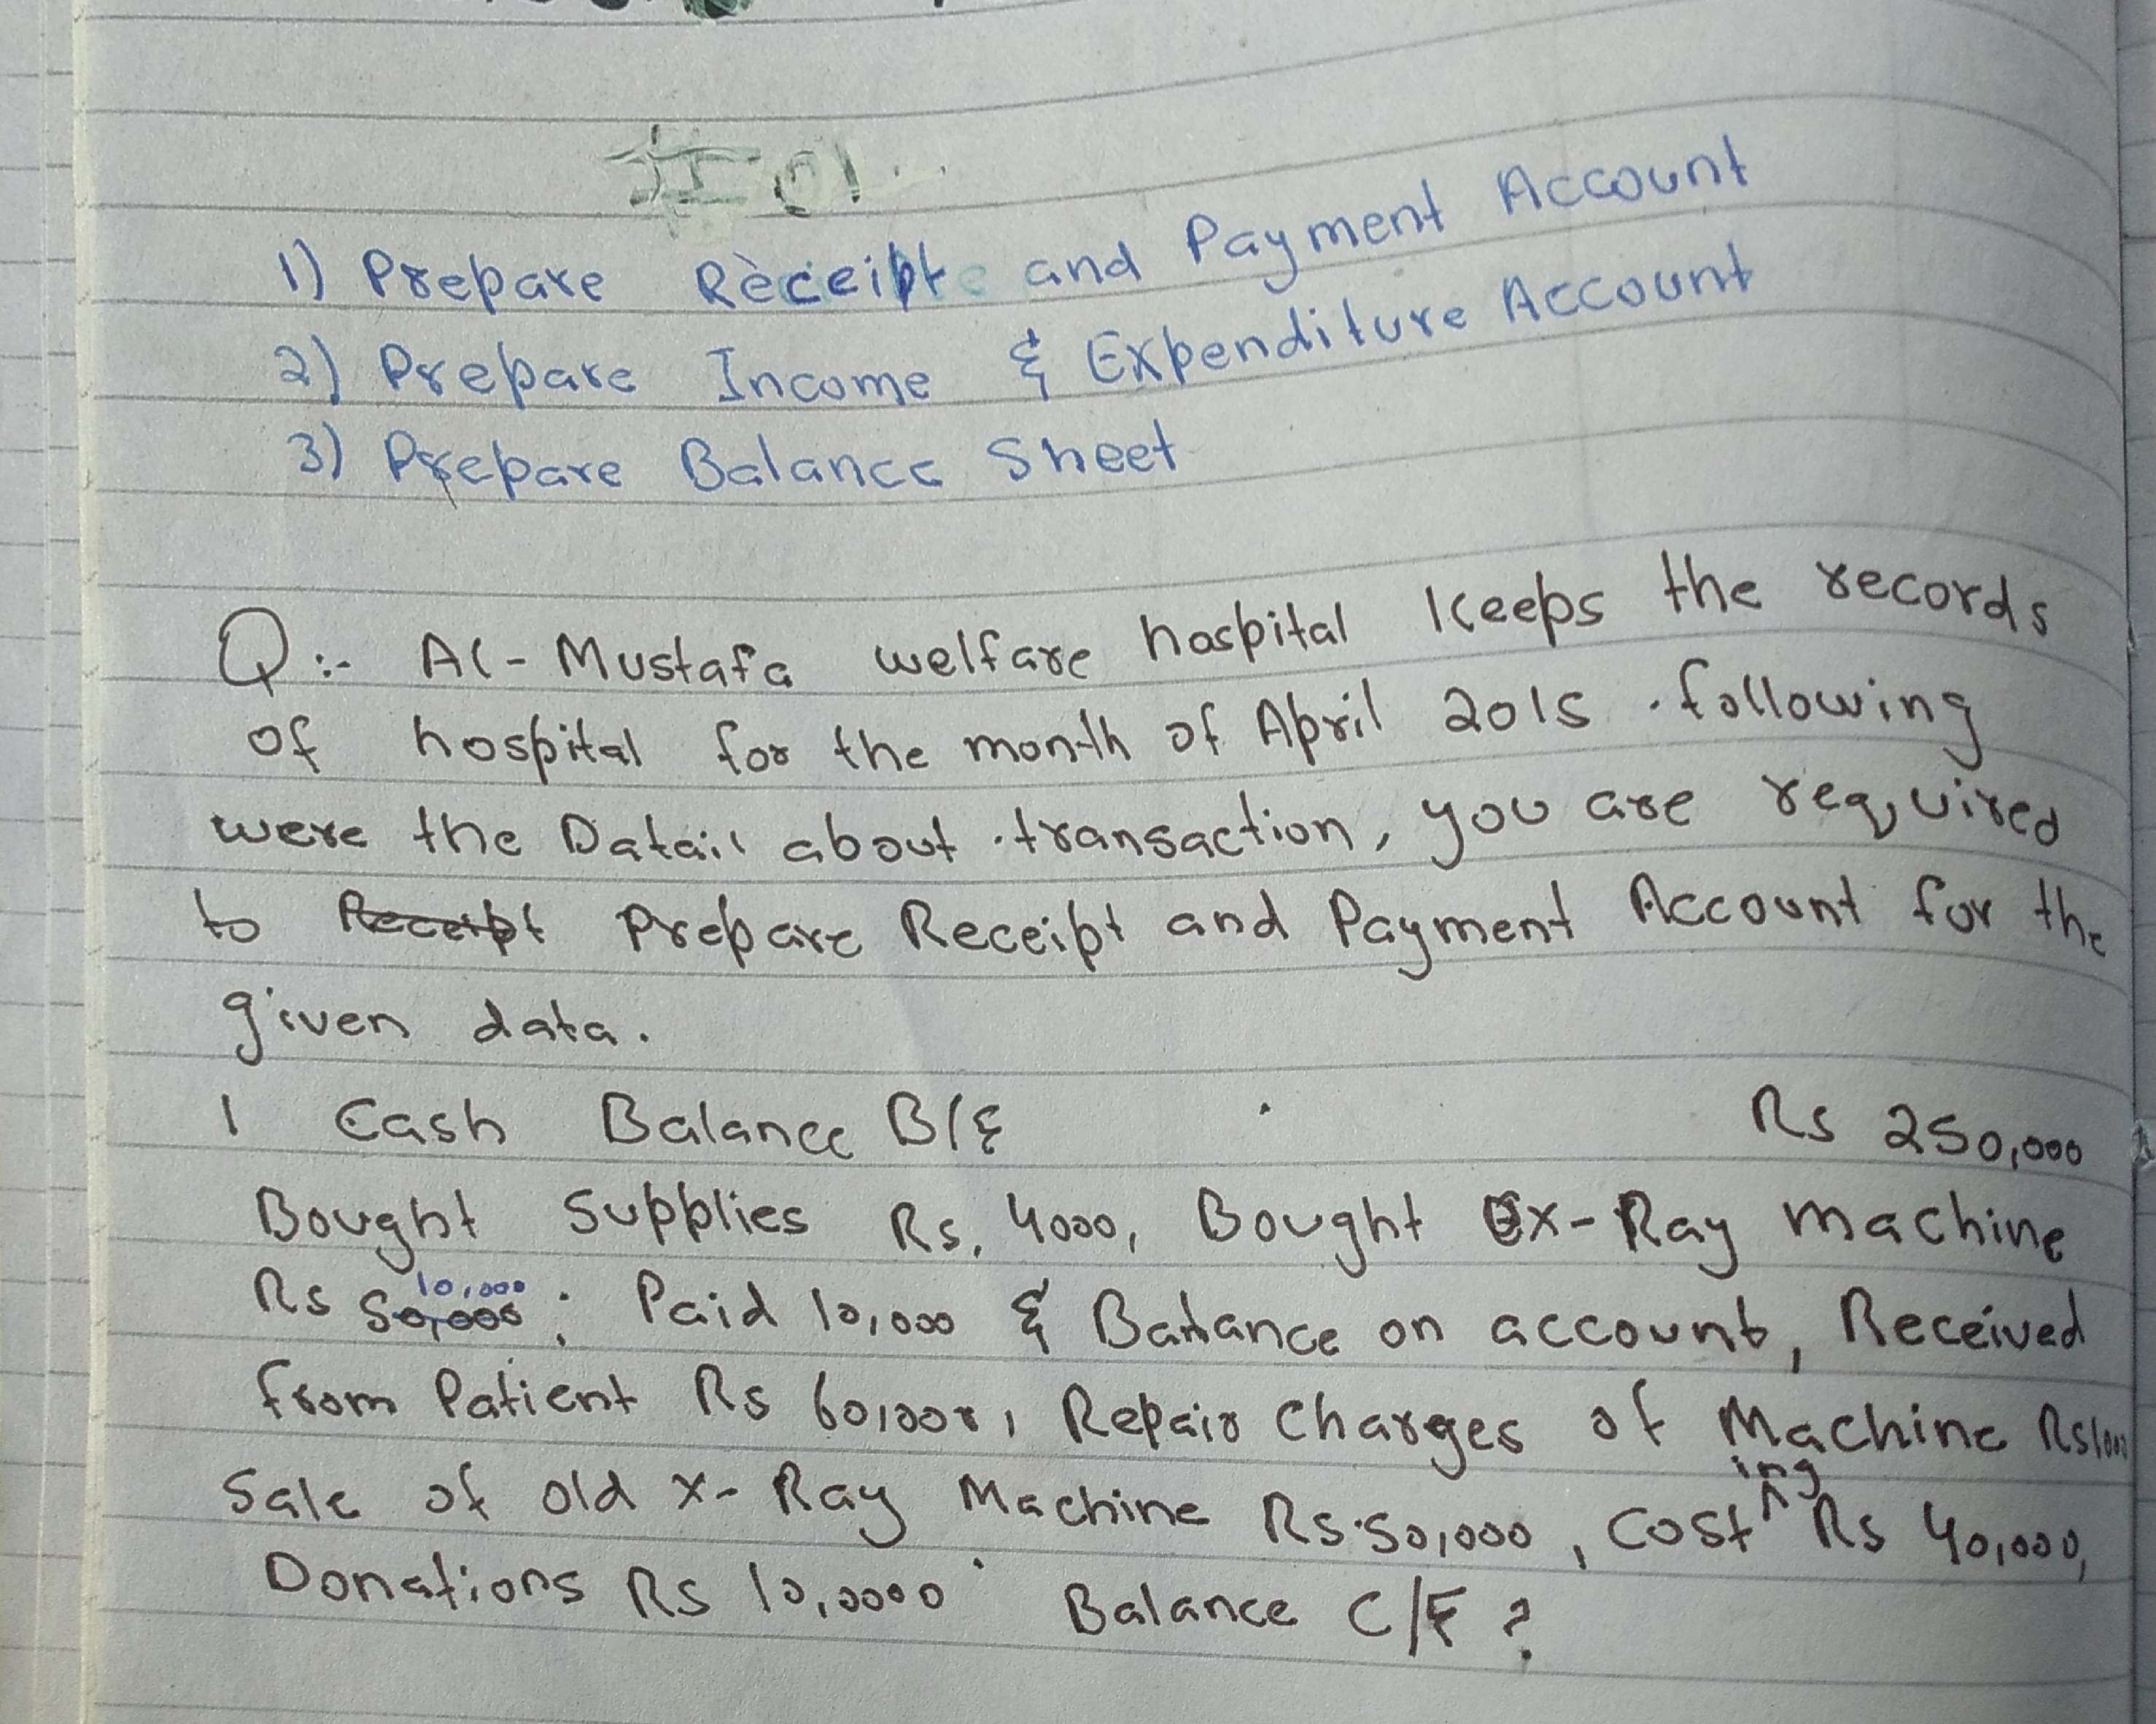 #01
1) Prepare Receipt and Payment Account
2) Prepare Income & Expenditure Account
3) Prepare Balance Sheet
Q:- Al-Mustafa welfare hospital Keeps the records
of hospital for the month of April 2015. following
were the Datail about transaction, you are required
to Receipt Prepare Receipt and Payment Account for the
given data.
1 Cash Balance B/F Rs 250,000
Bought Supplies Rs, 4000, Bought Ex-Ray Machine
Rs 50,000 10,000; Paid 10,000 & Balance on account, Received
from Patient Rs Repair Charges of Machine
Sale of old X-Ray Machine Rs.50,000, Costing Rs 40,000,
Donations Rs 10,0000 Balance C/F?